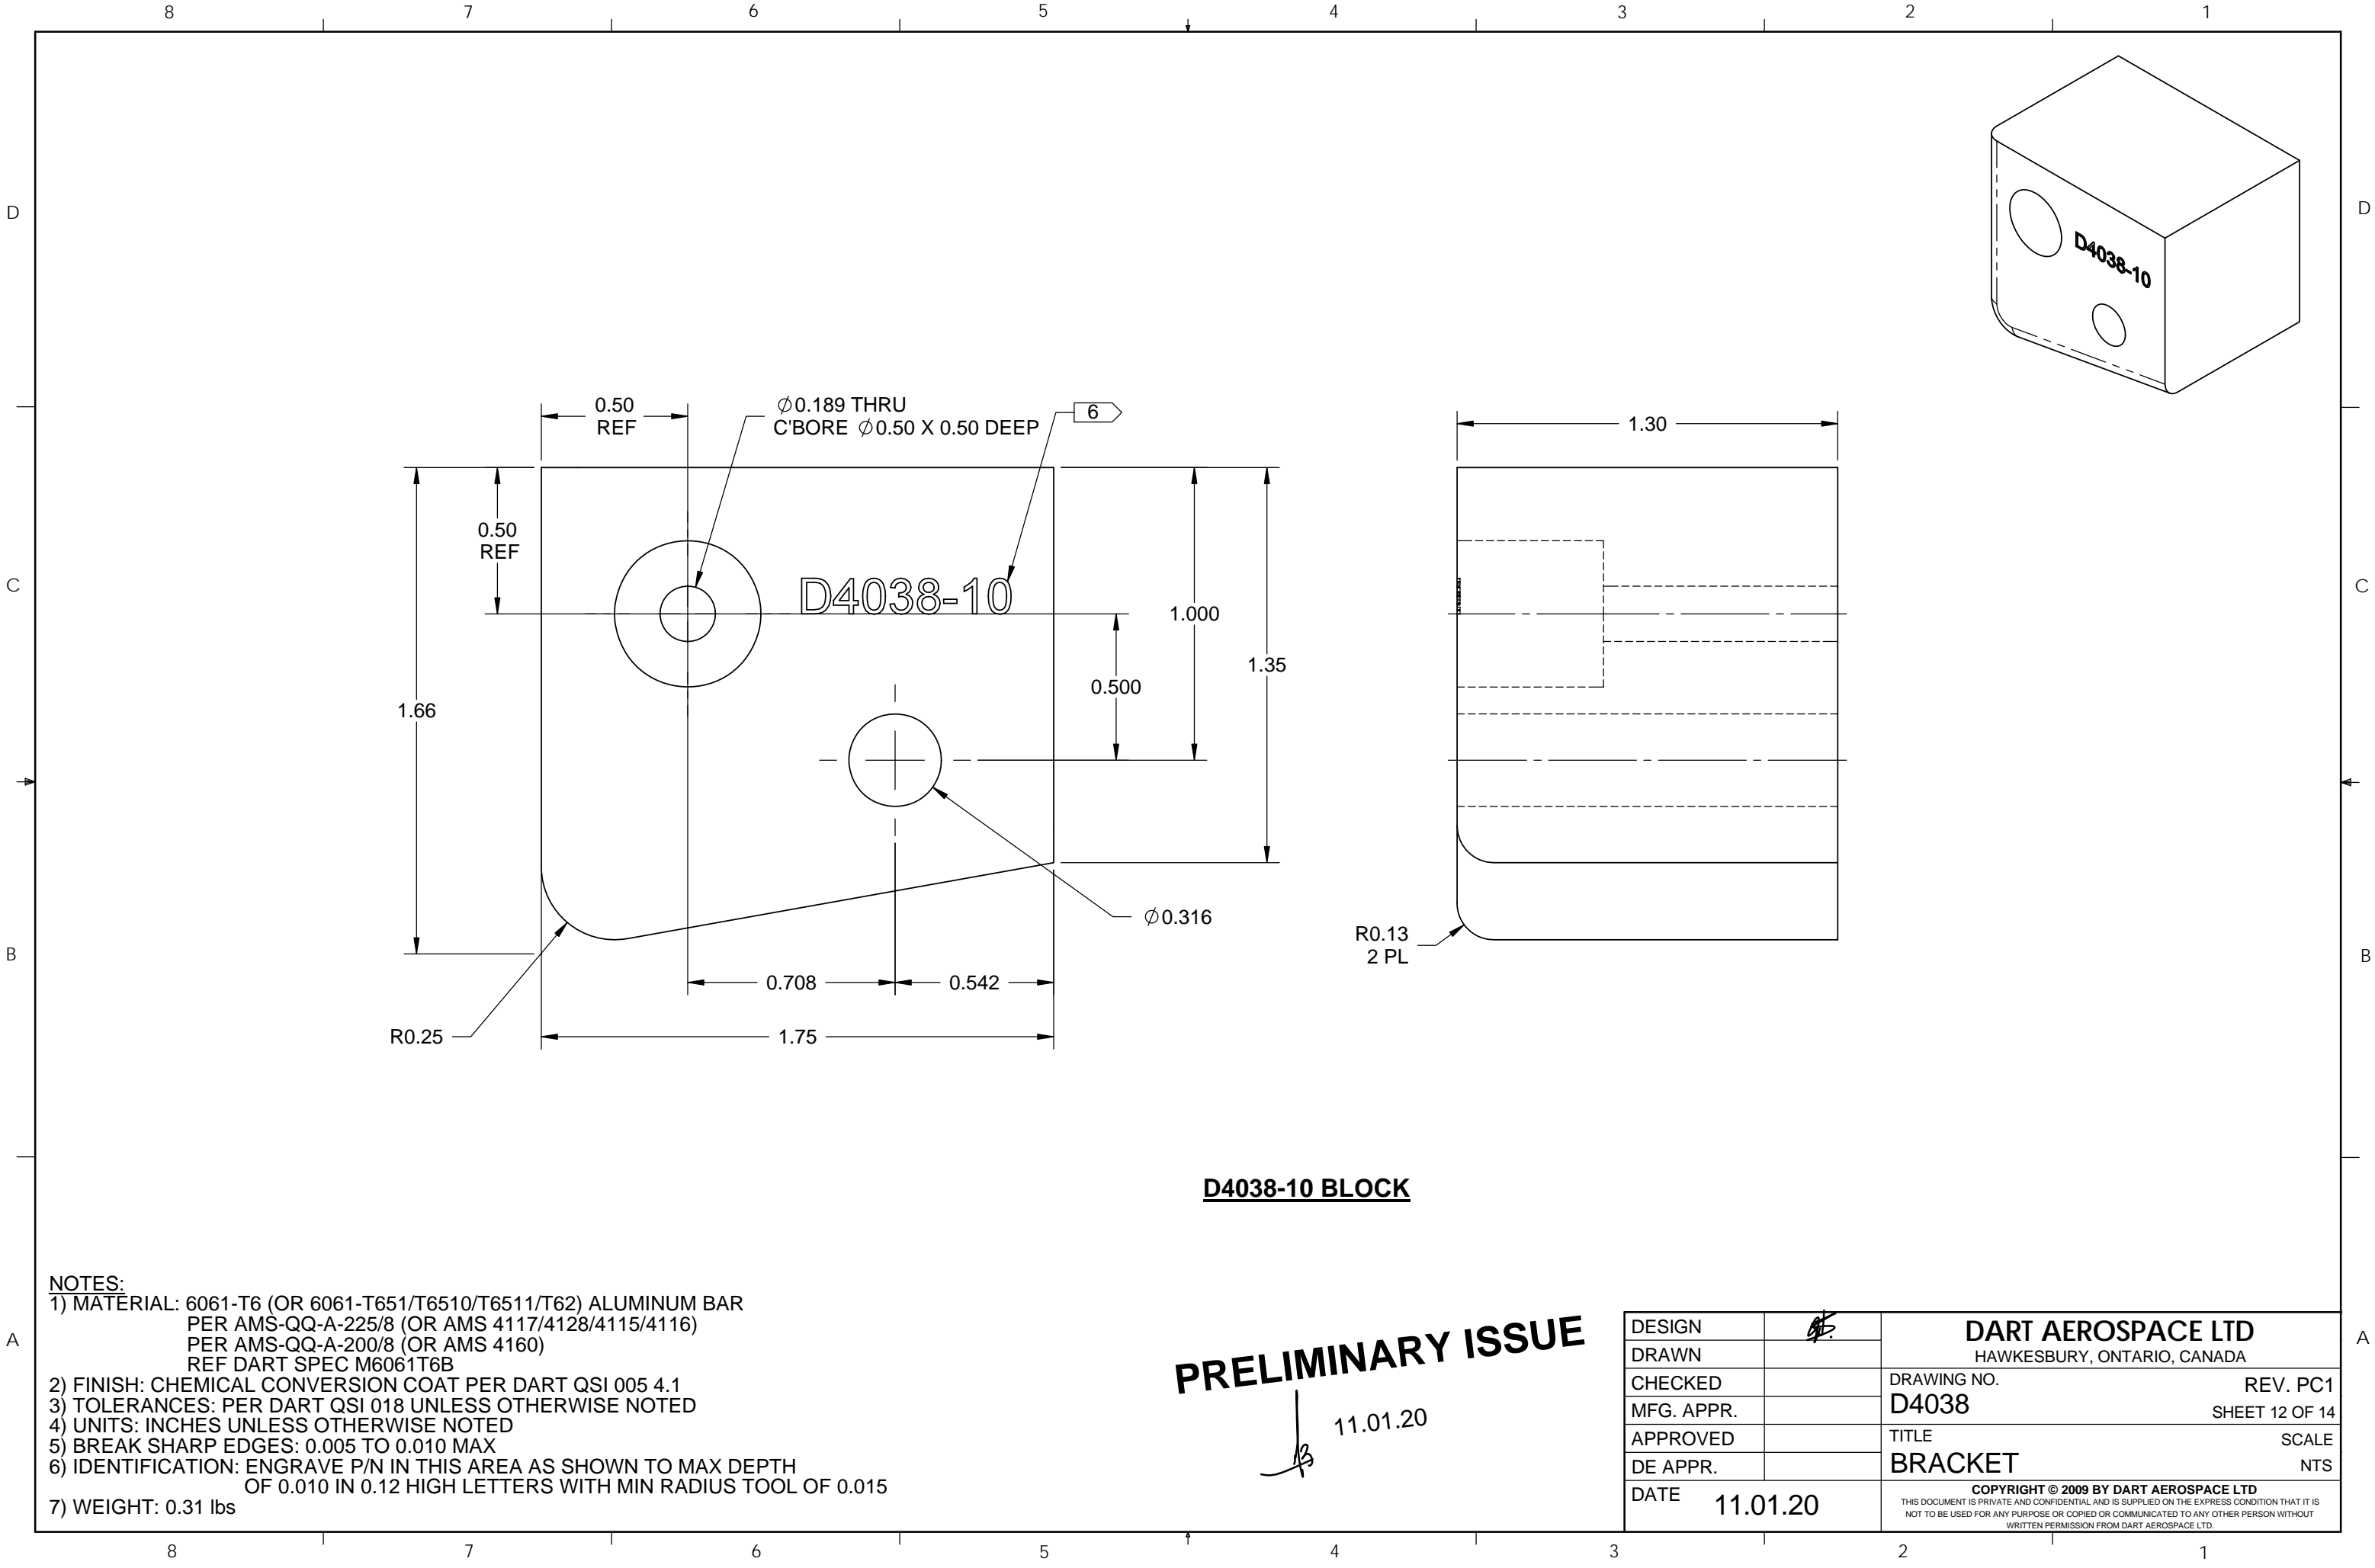 8 7 6 5 4 3 2 1
D D
C C
B B
A A
D4038-10
0.50
REF
Ø0.189 THRU
C'BORE Ø0.50 X 0.50 DEEP
6
1.30
0.50
REF
D4038-10
1.000
1.35
0.500
1.66
Ø0.316
R0.13
2 PL
0.708
0.542
R0.25
1.75
D4038-10 BLOCK
NOTES:
1) MATERIAL: 6061-T6 (OR 6061-T651/T6510/T6511/T62) ALUMINUM BAR
PER AMS-QQ-A-225/8 (OR AMS 4117/4128/4115/4116)
PER AMS-QQ-A-200/8 (OR AMS 4160)
REF DART SPEC M6061T6B
2) FINISH: CHEMICAL CONVERSION COAT PER DART QSI 005 4.1
3) TOLERANCES: PER DART QSI 018 UNLESS OTHERWISE NOTED
4) UNITS: INCHES UNLESS OTHERWISE NOTED
5) BREAK SHARP EDGES: 0.005 TO 0.010 MAX
6) IDENTIFICATION: ENGRAVE P/N IN THIS AREA AS SHOWN TO MAX DEPTH
OF 0.010 IN 0.12 HIGH LETTERS WITH MIN RADIUS TOOL OF 0.015
7) WEIGHT: 0.31 lbs
PRELIMINARY ISSUE
11.01.20
DESIGN
DRAWN
CHECKED
MFG. APPR.
APPROVED
DE APPR.
DATE 11.01.20
DART AEROSPACE LTD
HAWKESBURY, ONTARIO, CANADA
DRAWING NO. REV. PC1
D4038 SHEET 12 OF 14
TITLE SCALE
BRACKET NTS
COPYRIGHT © 2009 BY DART AEROSPACE LTD
THIS DOCUMENT IS PRIVATE AND CONFIDENTIAL AND IS SUPPLIED ON THE EXPRESS CONDITION THAT IT IS
NOT TO BE USED FOR ANY PURPOSE OR COPIED OR COMMUNICATED TO ANY OTHER PERSON WITHOUT
WRITTEN PERMISSION FROM DART AEROSPACE LTD.
8 7 6 5 4 3 2 1